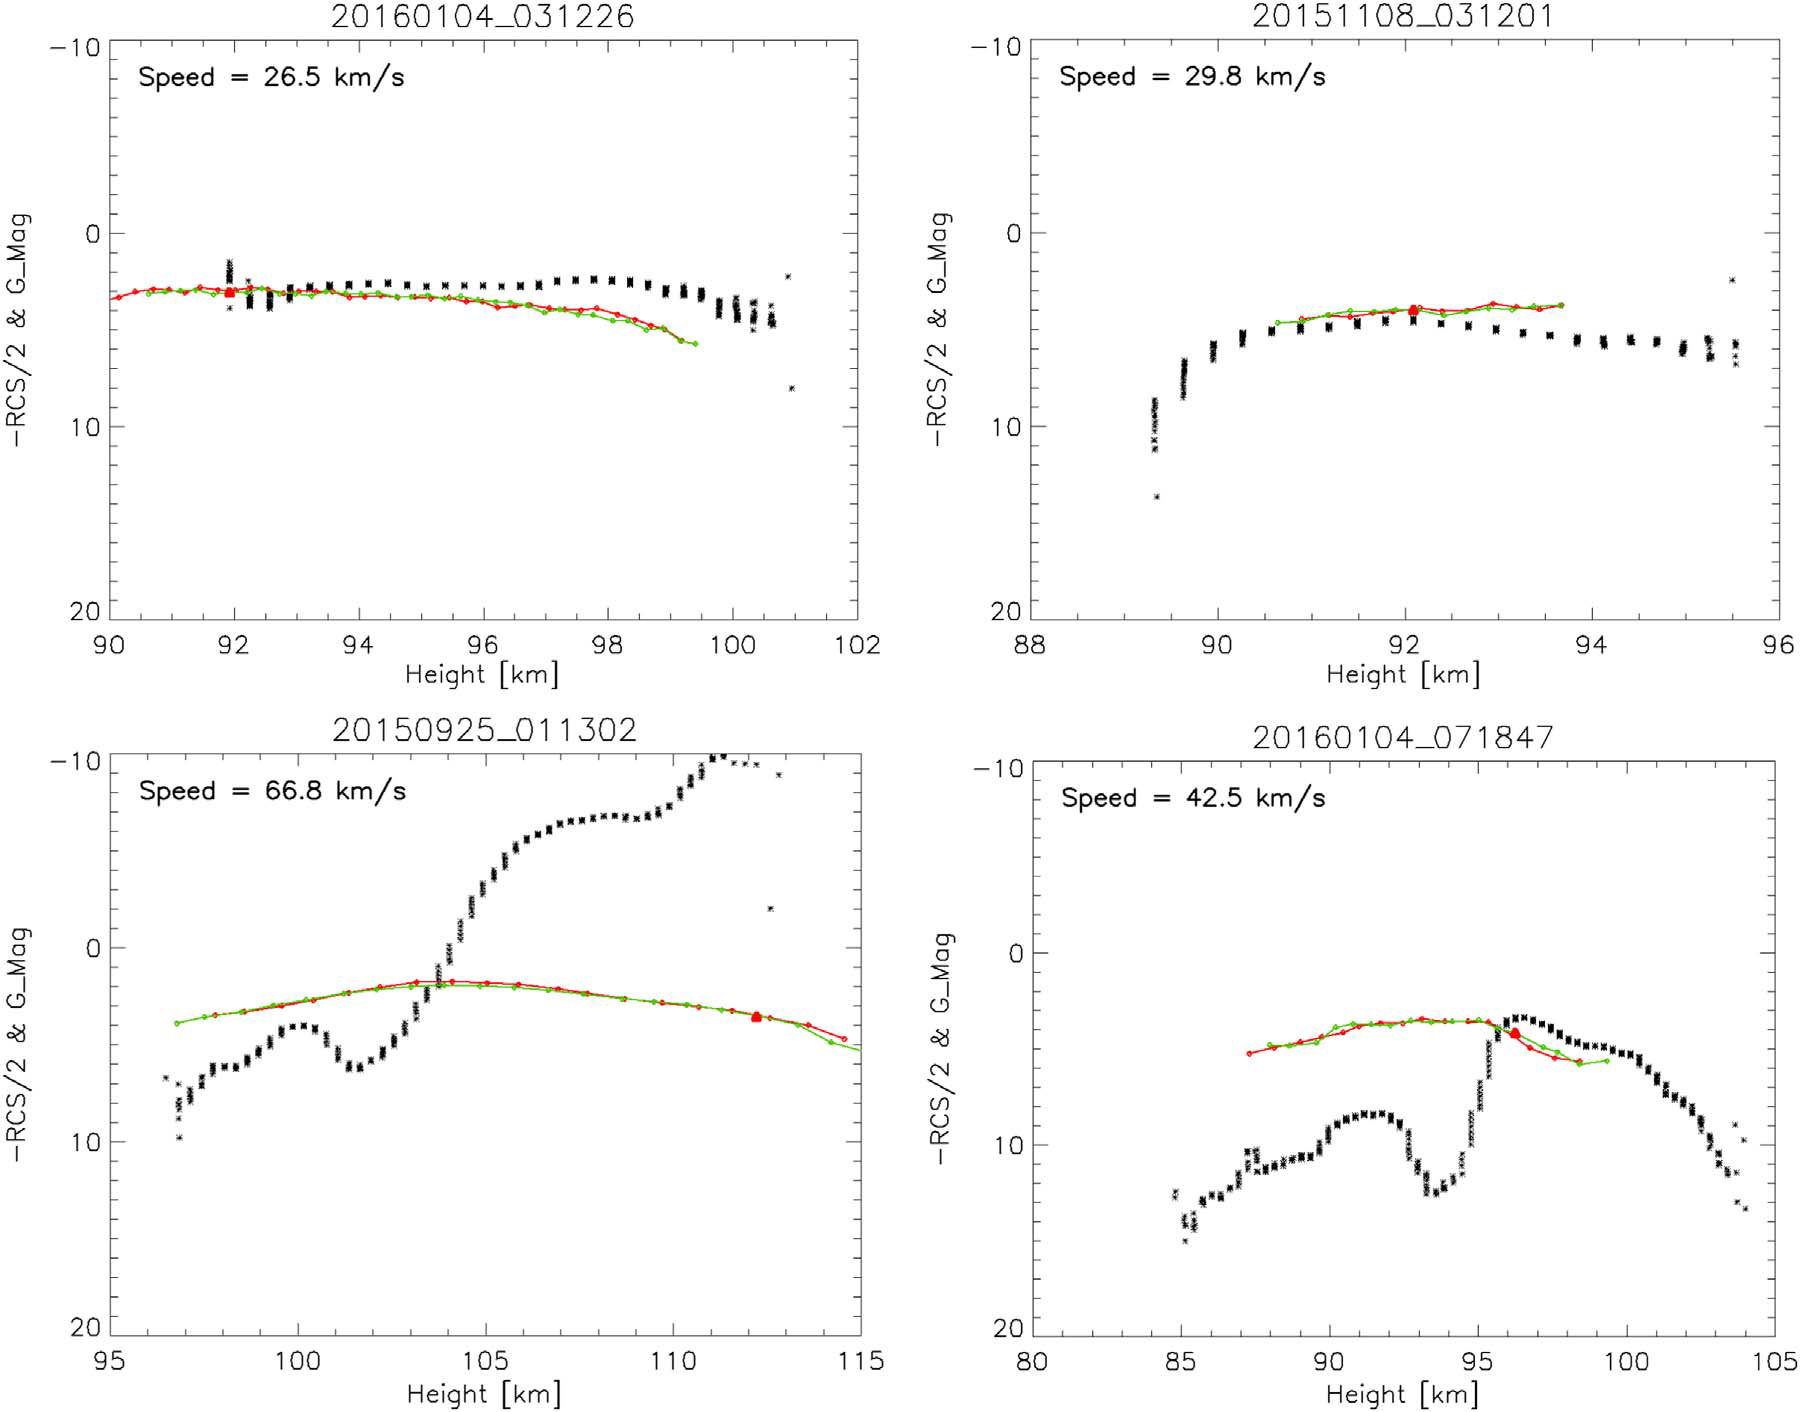 20160104_031226
Speed = 26.5 km/s
-10
0
10
20
-RCS/2 & G_Mag
90 92 94 96 98 100 102
Height [km]
20151108_031201
Speed = 29.8 km/s
-10
0
10
20
-RCS/2 & G_Mag
88 90 92 94 96
Height [km]
20150925_011302
Speed = 66.8 km/s
-10
0
10
20
-RCS/2 & G_Mag
95 100 105 110 115
Height [km]
20160104_071847
Speed = 42.5 km/s
-10
0
10
20
-RCS/2 & G_Mag
80 85 90 95 100 105
Height [km]